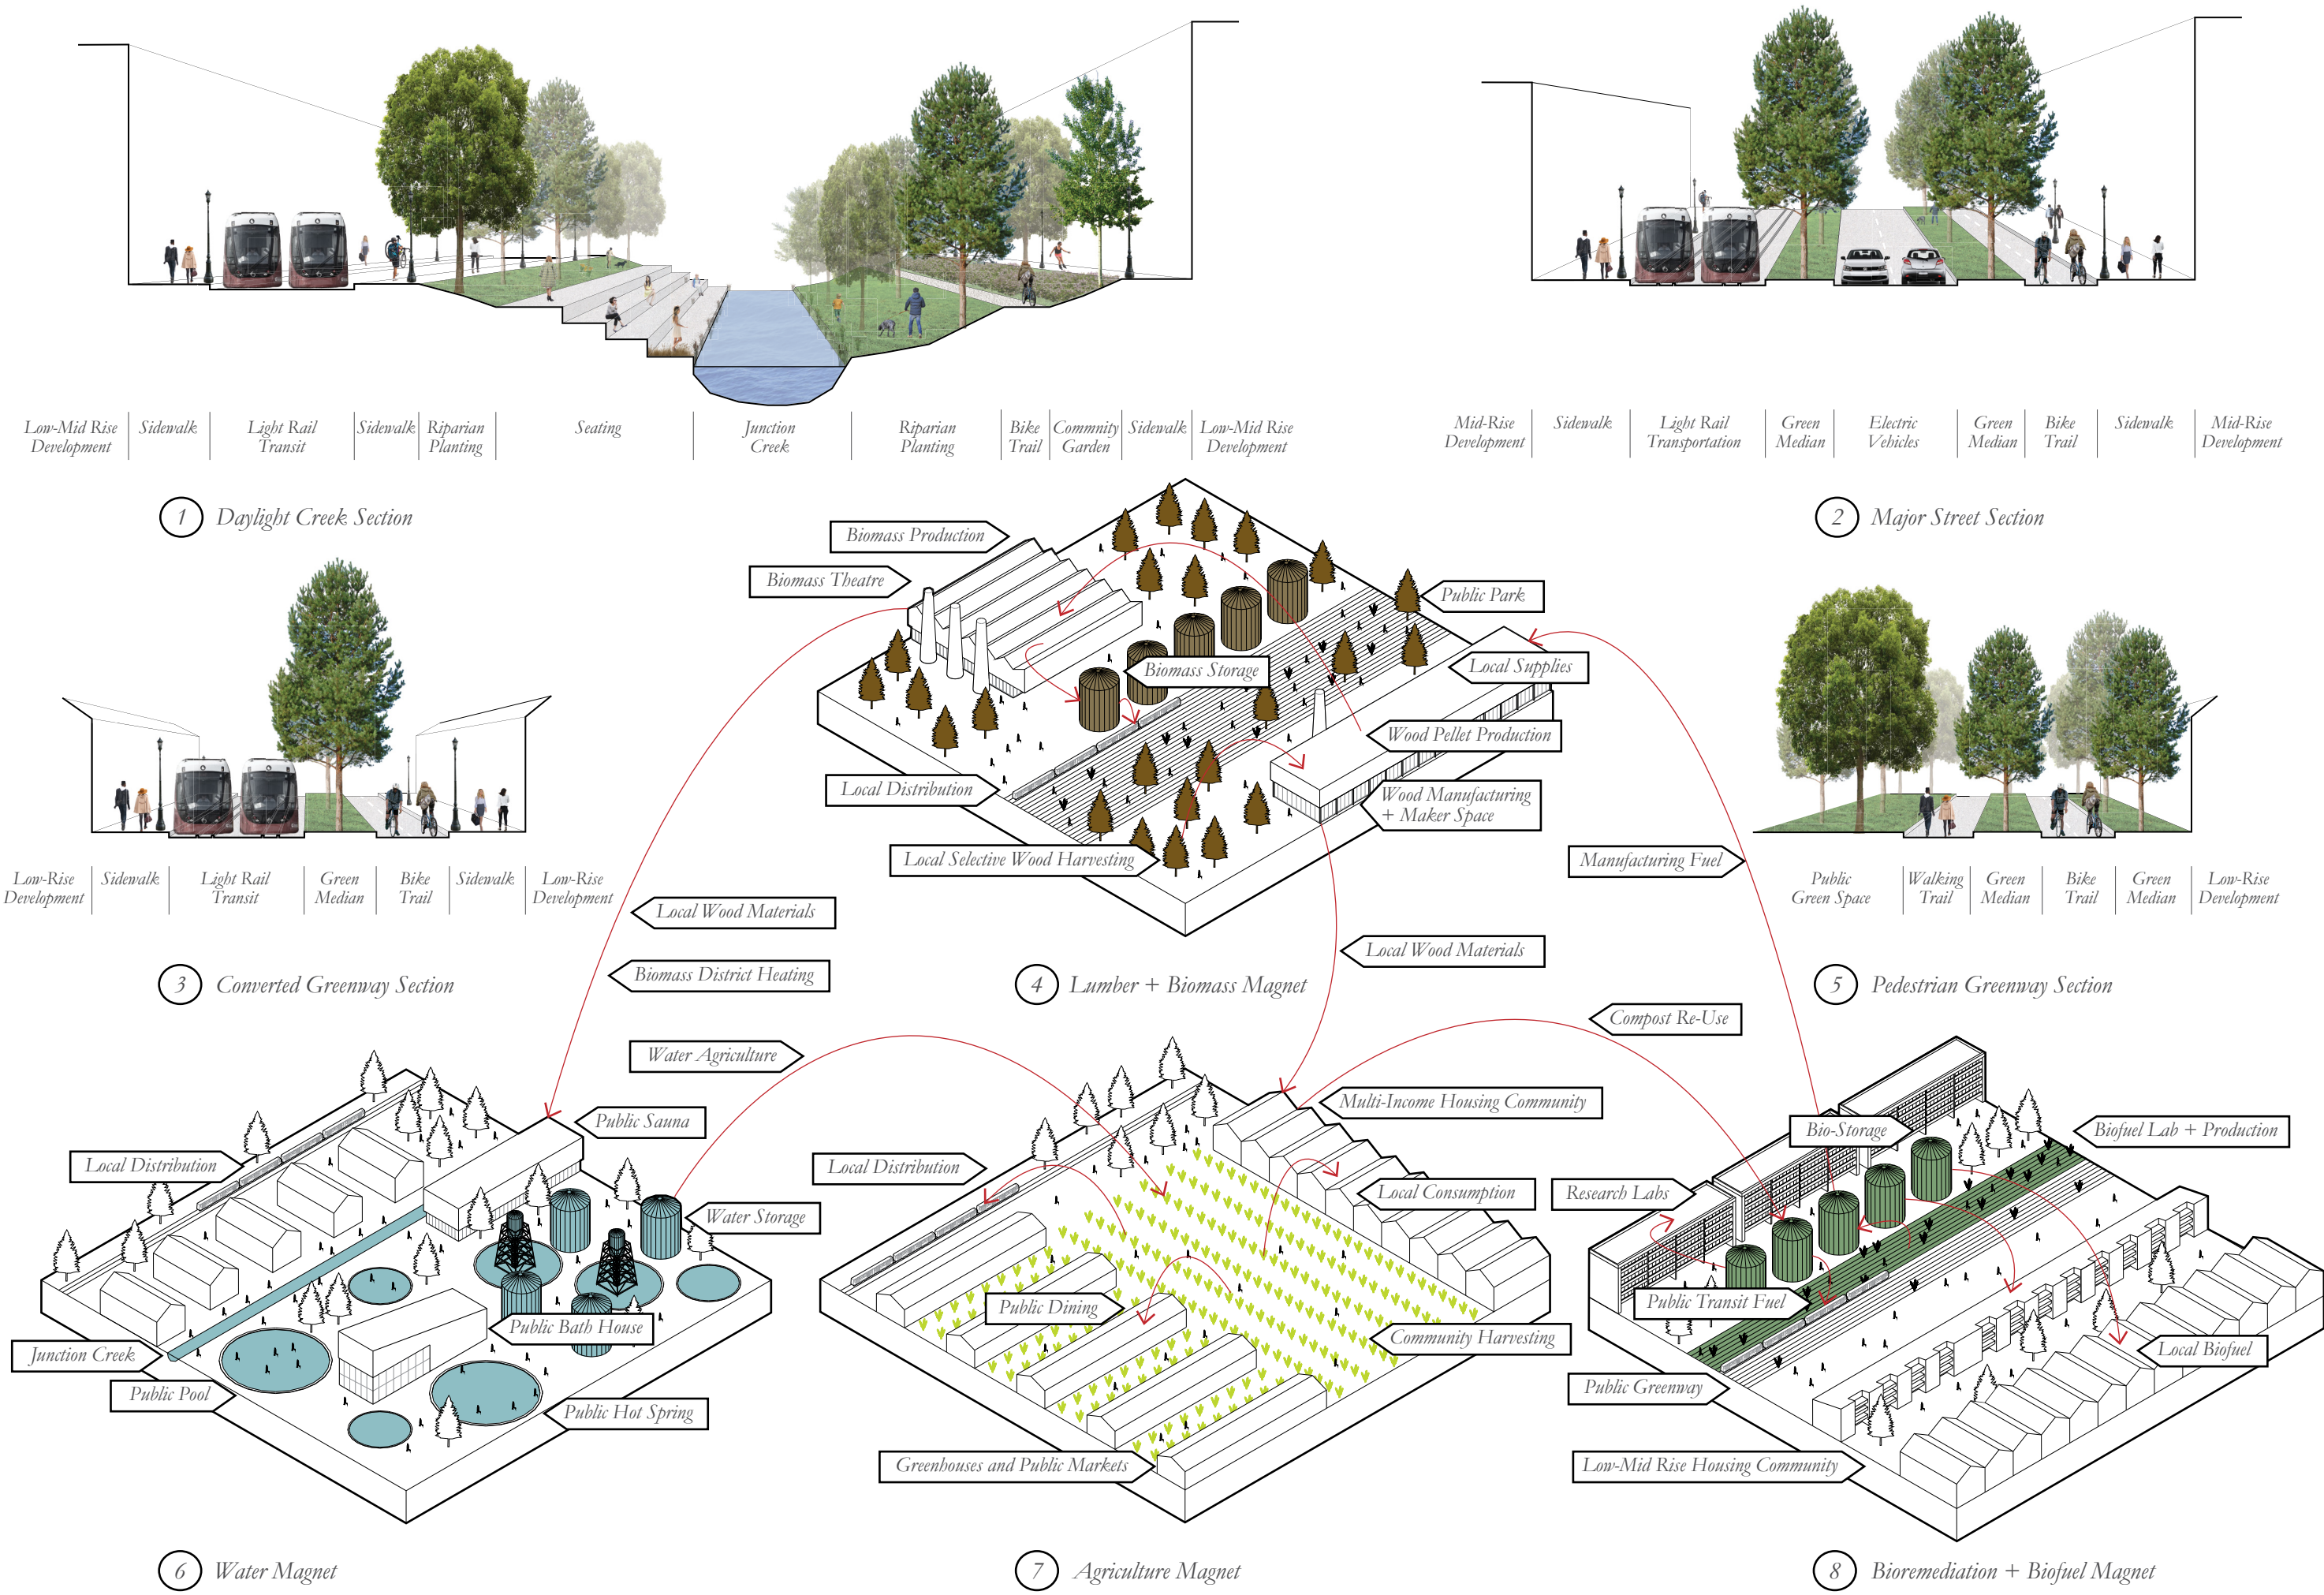 Low-Mid Rise
Development
Sidewalk
Light Rail
Transit
Sidewalk
Riparian
Planting
Seating
Junction
Creek
Riparian
Planting
Bike
Trail
Commnity
Garden
Sidewalk
Low-Mid Rise
Development
1 Daylight Creek Section
Mid-Rise
Development
Sidewalk
Light Rail
Transportation
Green
Median
Electric
Vehicles
Green
Median
Bike
Trail
Sidewalk
Mid-Rise
Development
2 Major Street Section
Low-Rise
Development
Sidewalk
Light Rail
Transit
Green
Median
Bike
Trail
Sidewalk
Low-Rise
Development
3 Converted Greenway Section
Biomass Production
Biomass Theatre
Public Park
Local Supplies
Biomass Storage
Wood Pellet Production
Local Distribution
Wood Manufacturing
+ Maker Space
Local Selective Wood Harvesting
4 Lumber + Biomass Magnet
Public
Green Space
Walking
Trail
Green
Median
Bike
Trail
Green
Median
Low-Rise
Development
5 Pedestrian Greenway Section
Manufacturing Fuel
Local Wood Materials
Biomass District Heating
Local Wood Materials
Compost Re-Use
Water Agriculture
Public Sauna
Local Distribution
Water Storage
Public Bath House
Junction Creek
Public Pool
Public Hot Spring
6 Water Magnet
Multi-Income Housing Community
Local Distribution
Local Consumption
Public Dining
Community Harvesting
Greenhouses and Public Markets
7 Agriculture Magnet
Bio-Storage
Biofuel Lab + Production
Research Labs
Public Transit Fuel
Local Biofuel
Public Greenway
Low-Mid Rise Housing Community
8 Bioremediation + Biofuel Magnet